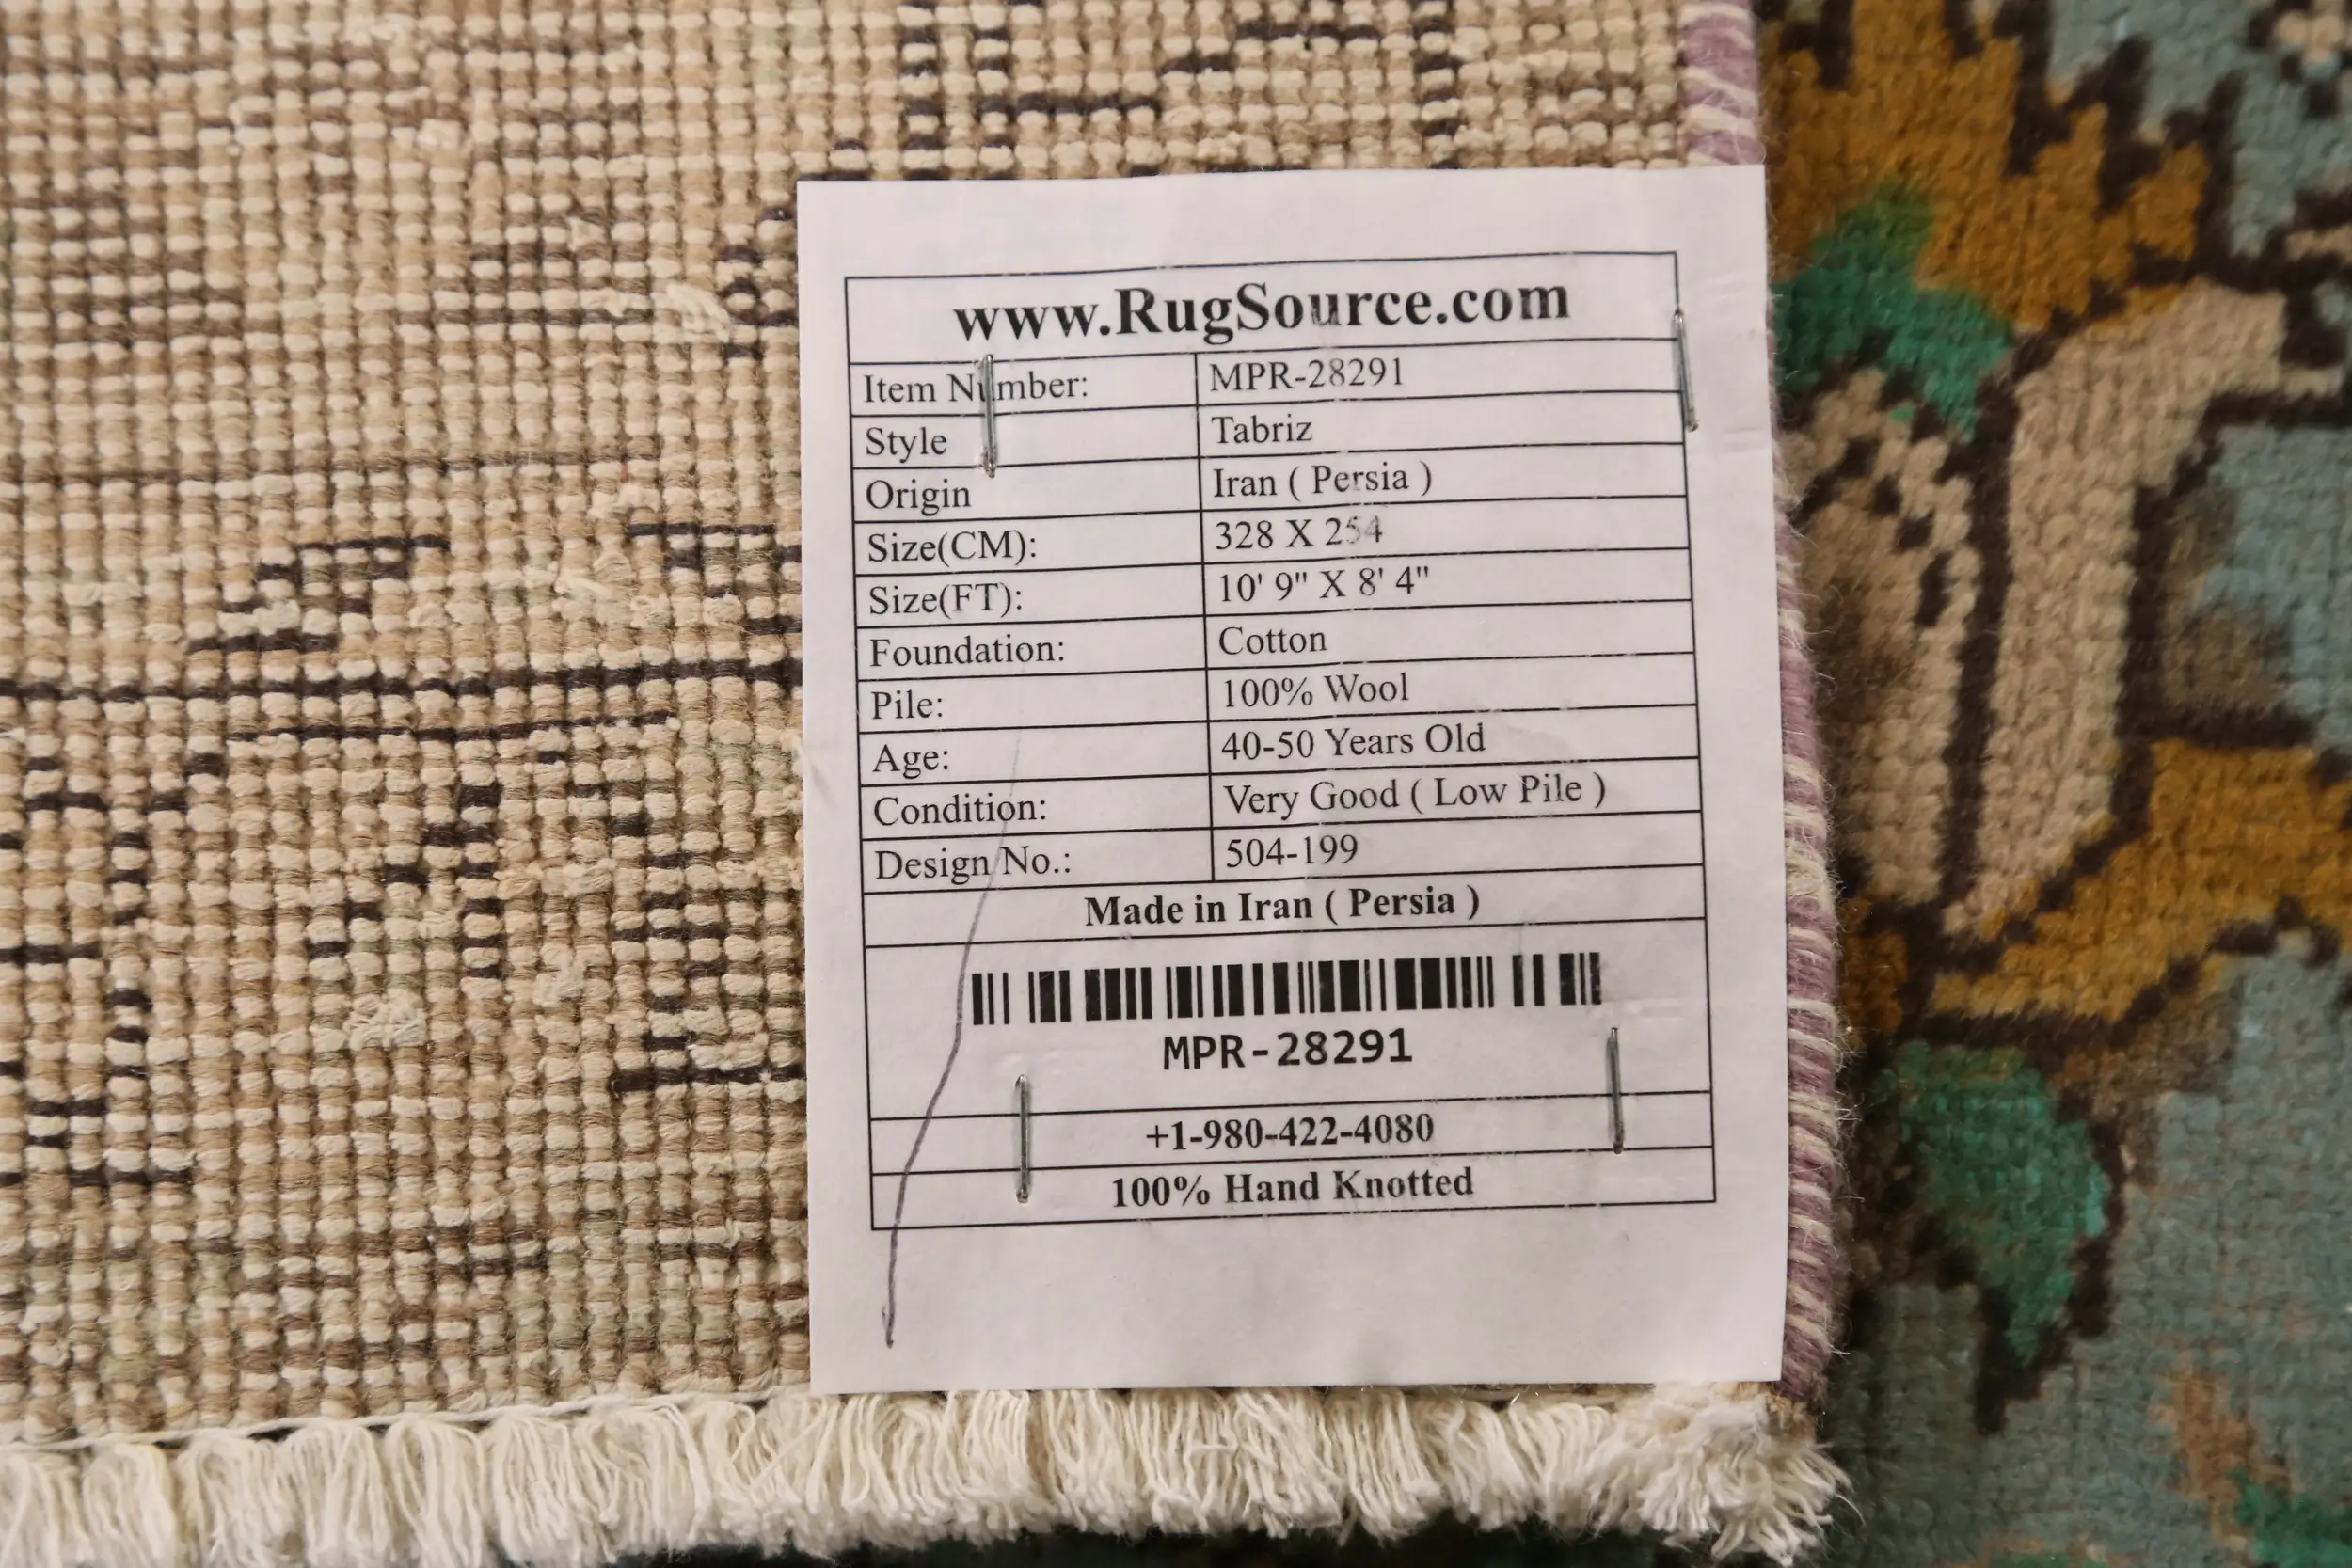 www.RugSource.com
Item Number: MPR-28291
Style Tabriz
Origin Iran ( Persia )
Size(CM): 328 X 254
Size(FT): 10' 9" X 8' 4"
Foundation: Cotton
Pile: 100% Wool
Age: 40-50 Years Old
Condition: Very Good ( Low Pile )
Design No.: 504-199
Made in Iran ( Persia )
MPR-28291
+1-980-422-4080
100% Hand Knotted